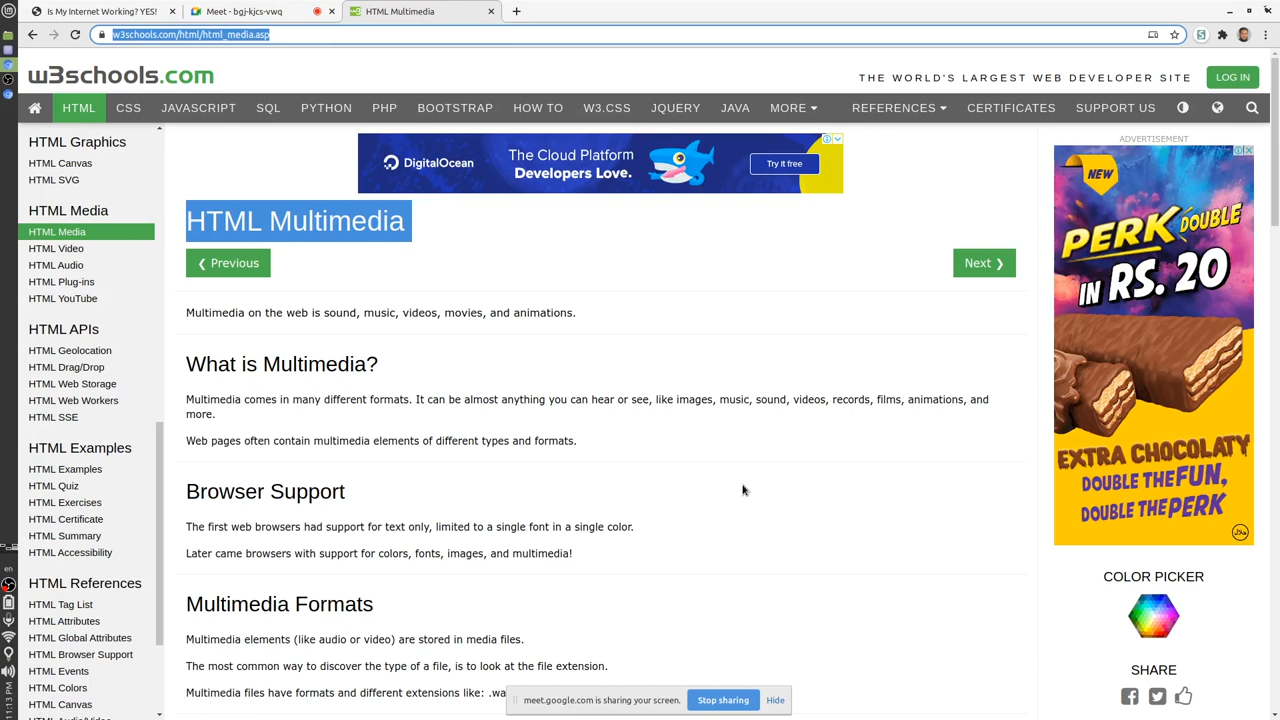 Is My Internet Working? YES!
Meet - bgj-kjcs-vwq
HTML Multimedia
w3schools.com/html/html_media.asp
w3schools.com
THE WORLD'S LARGEST WEB DEVELOPER SITE
LOG IN
HTML
CSS
JAVASCRIPT
SQL
PYTHON
PHP
BOOTSTRAP
HOW TO
W3.CSS
JQUERY
JAVA
MORE
REFERENCES
CERTIFICATES
SUPPORT US
HTML Graphics
HTML Canvas
HTML SVG
HTML Media
HTML Media
HTML Video
HTML Audio
HTML Plug-ins
HTML YouTube
HTML APIs
HTML Geolocation
HTML Drag/Drop
HTML Web Storage
HTML Web Workers
HTML SSE
HTML Examples
HTML Examples
HTML Quiz
HTML Exercises
HTML Certificate
HTML Summary
HTML Accessibility
HTML References
HTML Tag List
HTML Attributes
HTML Global Attributes
HTML Browser Support
HTML Events
HTML Colors
HTML Canvas
HTML Audio/Video
DigitalOcean
The Cloud Platform
Developers Love.
Try it free
HTML Multimedia
❮ Previous
Next ❯
Multimedia on the web is sound, music, videos, movies, and animations.
What is Multimedia?
Multimedia comes in many different formats. It can be almost anything you can hear or see, like images, music, sound, videos, records, films, animations, and
more.
Web pages often contain multimedia elements of different types and formats.
Browser Support
The first web browsers had support for text only, limited to a single font in a single color.
Later came browsers with support for colors, fonts, images, and multimedia!
Multimedia Formats
Multimedia elements (like audio or video) are stored in media files.
The most common way to discover the type of a file, is to look at the file extension.
Multimedia files have formats and different extensions like: .wa
meet.google.com is sharing your screen.
Stop sharing
Hide
ADVERTISEMENT
NEW
PERK DOUBLE
IN RS. 20
EXTRA CHOCOLATY
DOUBLE THE FUN,
DOUBLE THE PERK
COLOR PICKER
SHARE
en
11:13 PM